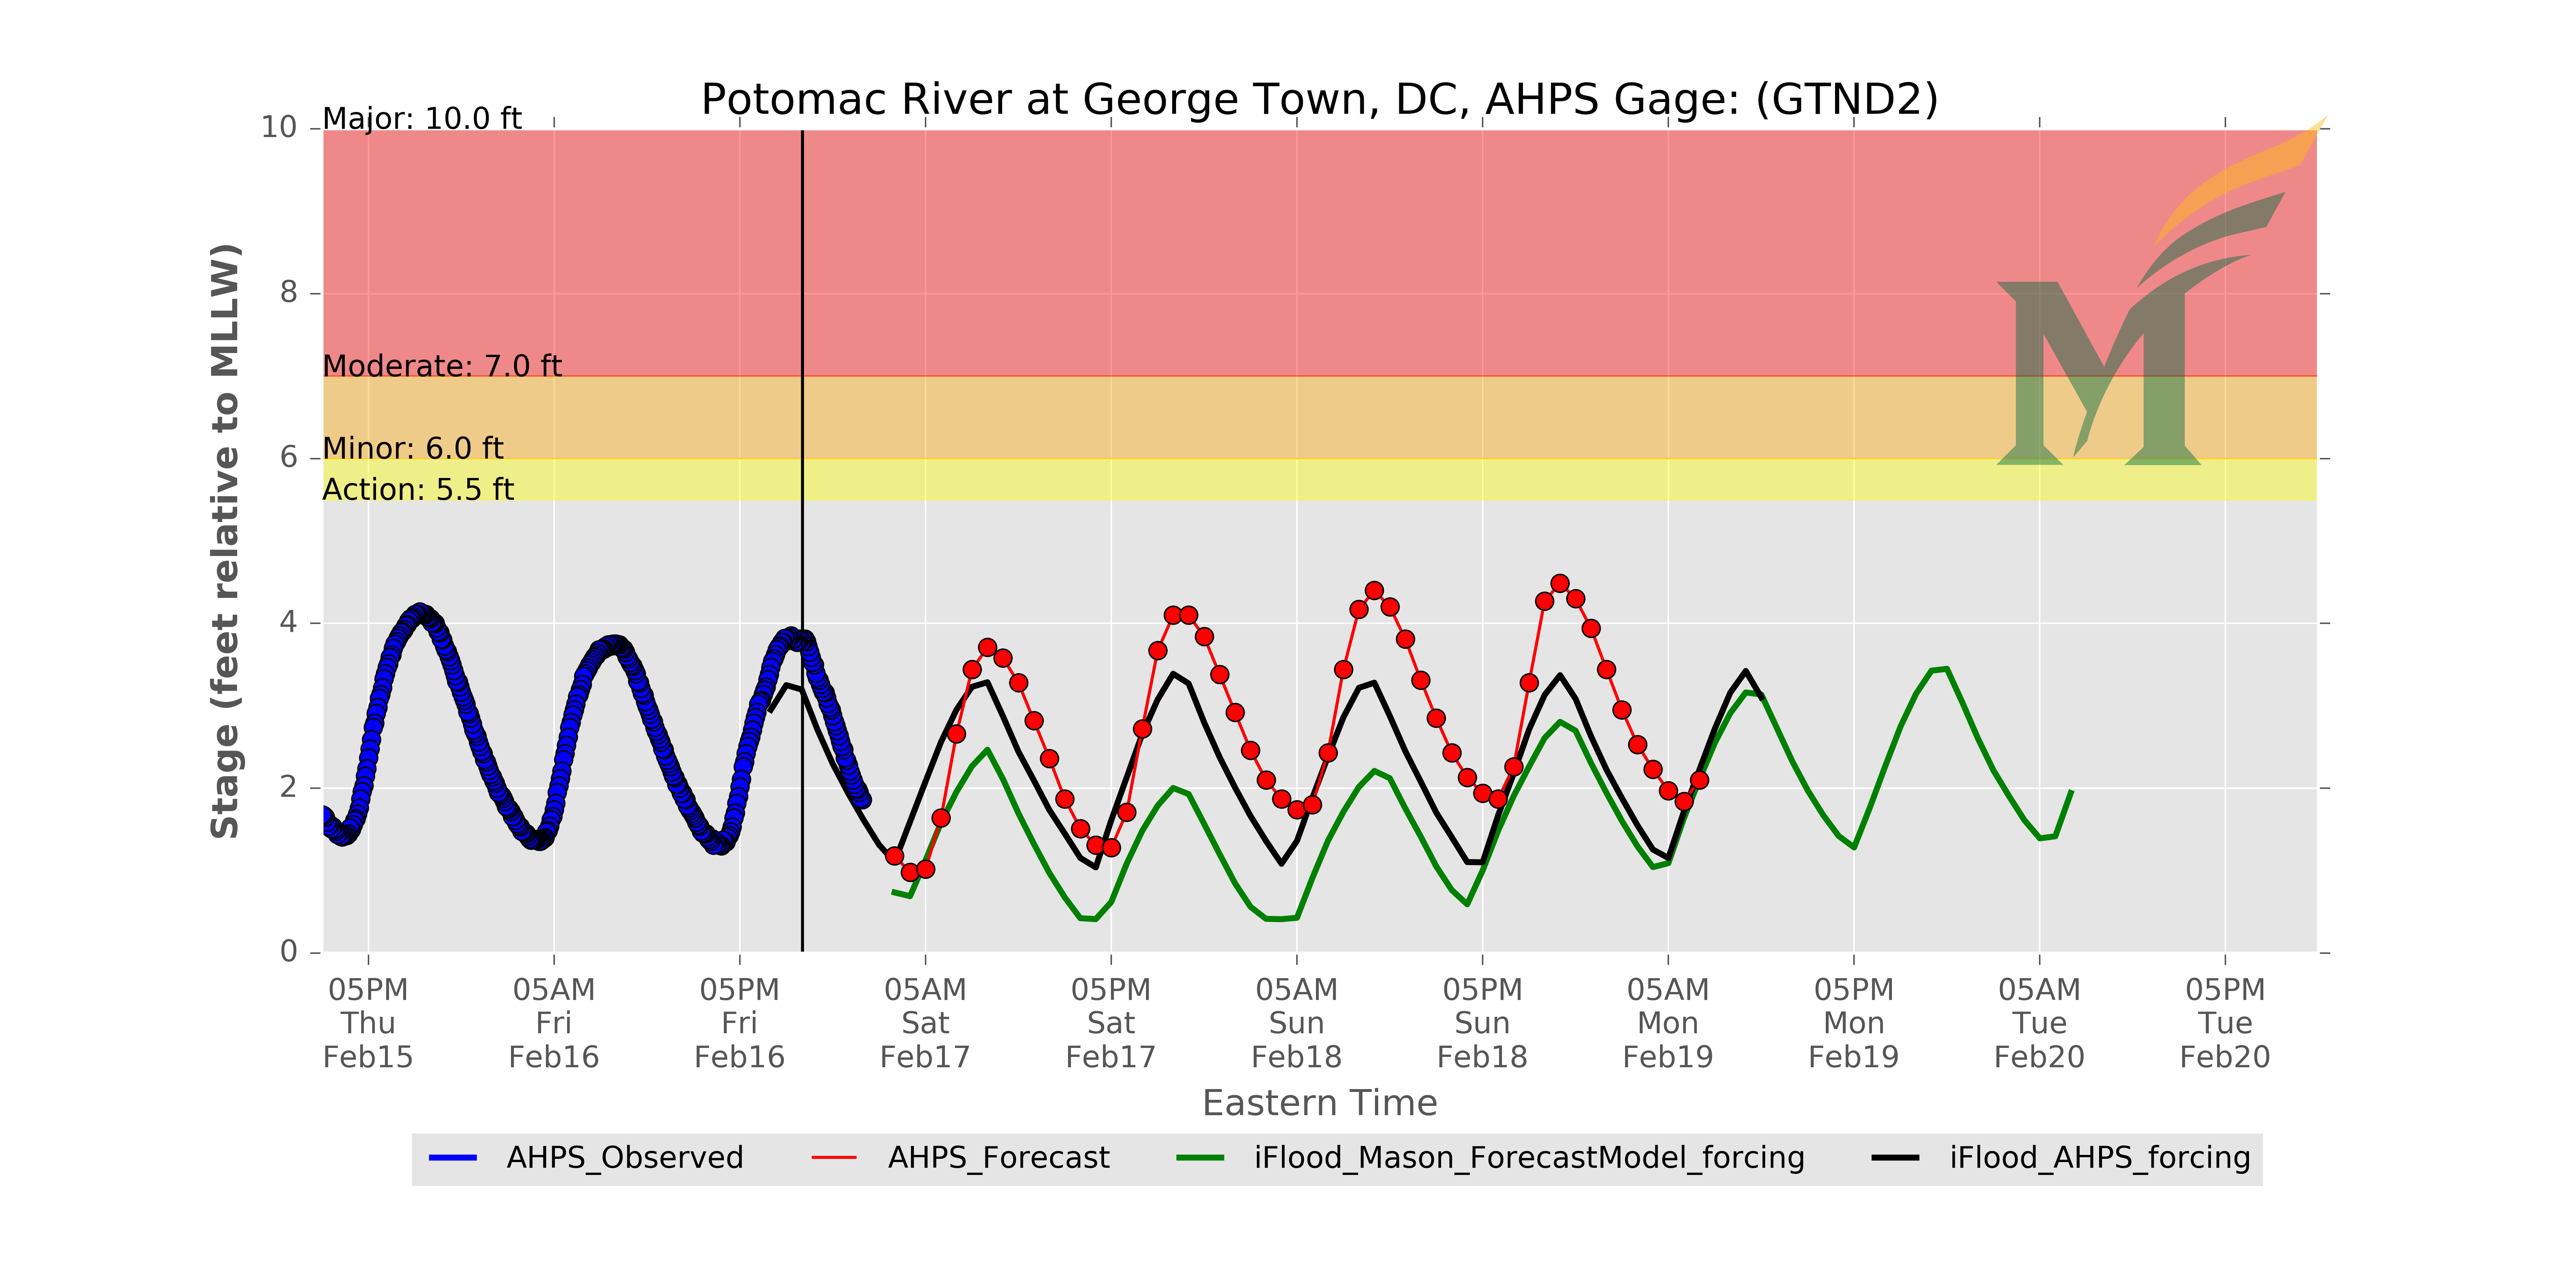 Potomac River at George Town, DC, AHPS Gage: (GTND2)
Major: 10.0 ft
Moderate: 7.0 ft
Minor: 6.0 ft
Action: 5.5 ft
Stage (feet relative to MLLW)
10
8
6
4
2
0
05PM 05AM 05PM 05AM 05PM 05AM 05PM 05AM 05PM 05AM 05PM
Thu Fri Fri Sat Sat Sun Sun Mon Mon Tue Tue
Feb15 Feb16 Feb16 Feb17 Feb17 Feb18 Feb18 Feb19 Feb19 Feb20 Feb20
Eastern Time
AHPS_Observed AHPS_Forecast iFlood_Mason_ForecastModel_forcing iFlood_AHPS_forcing